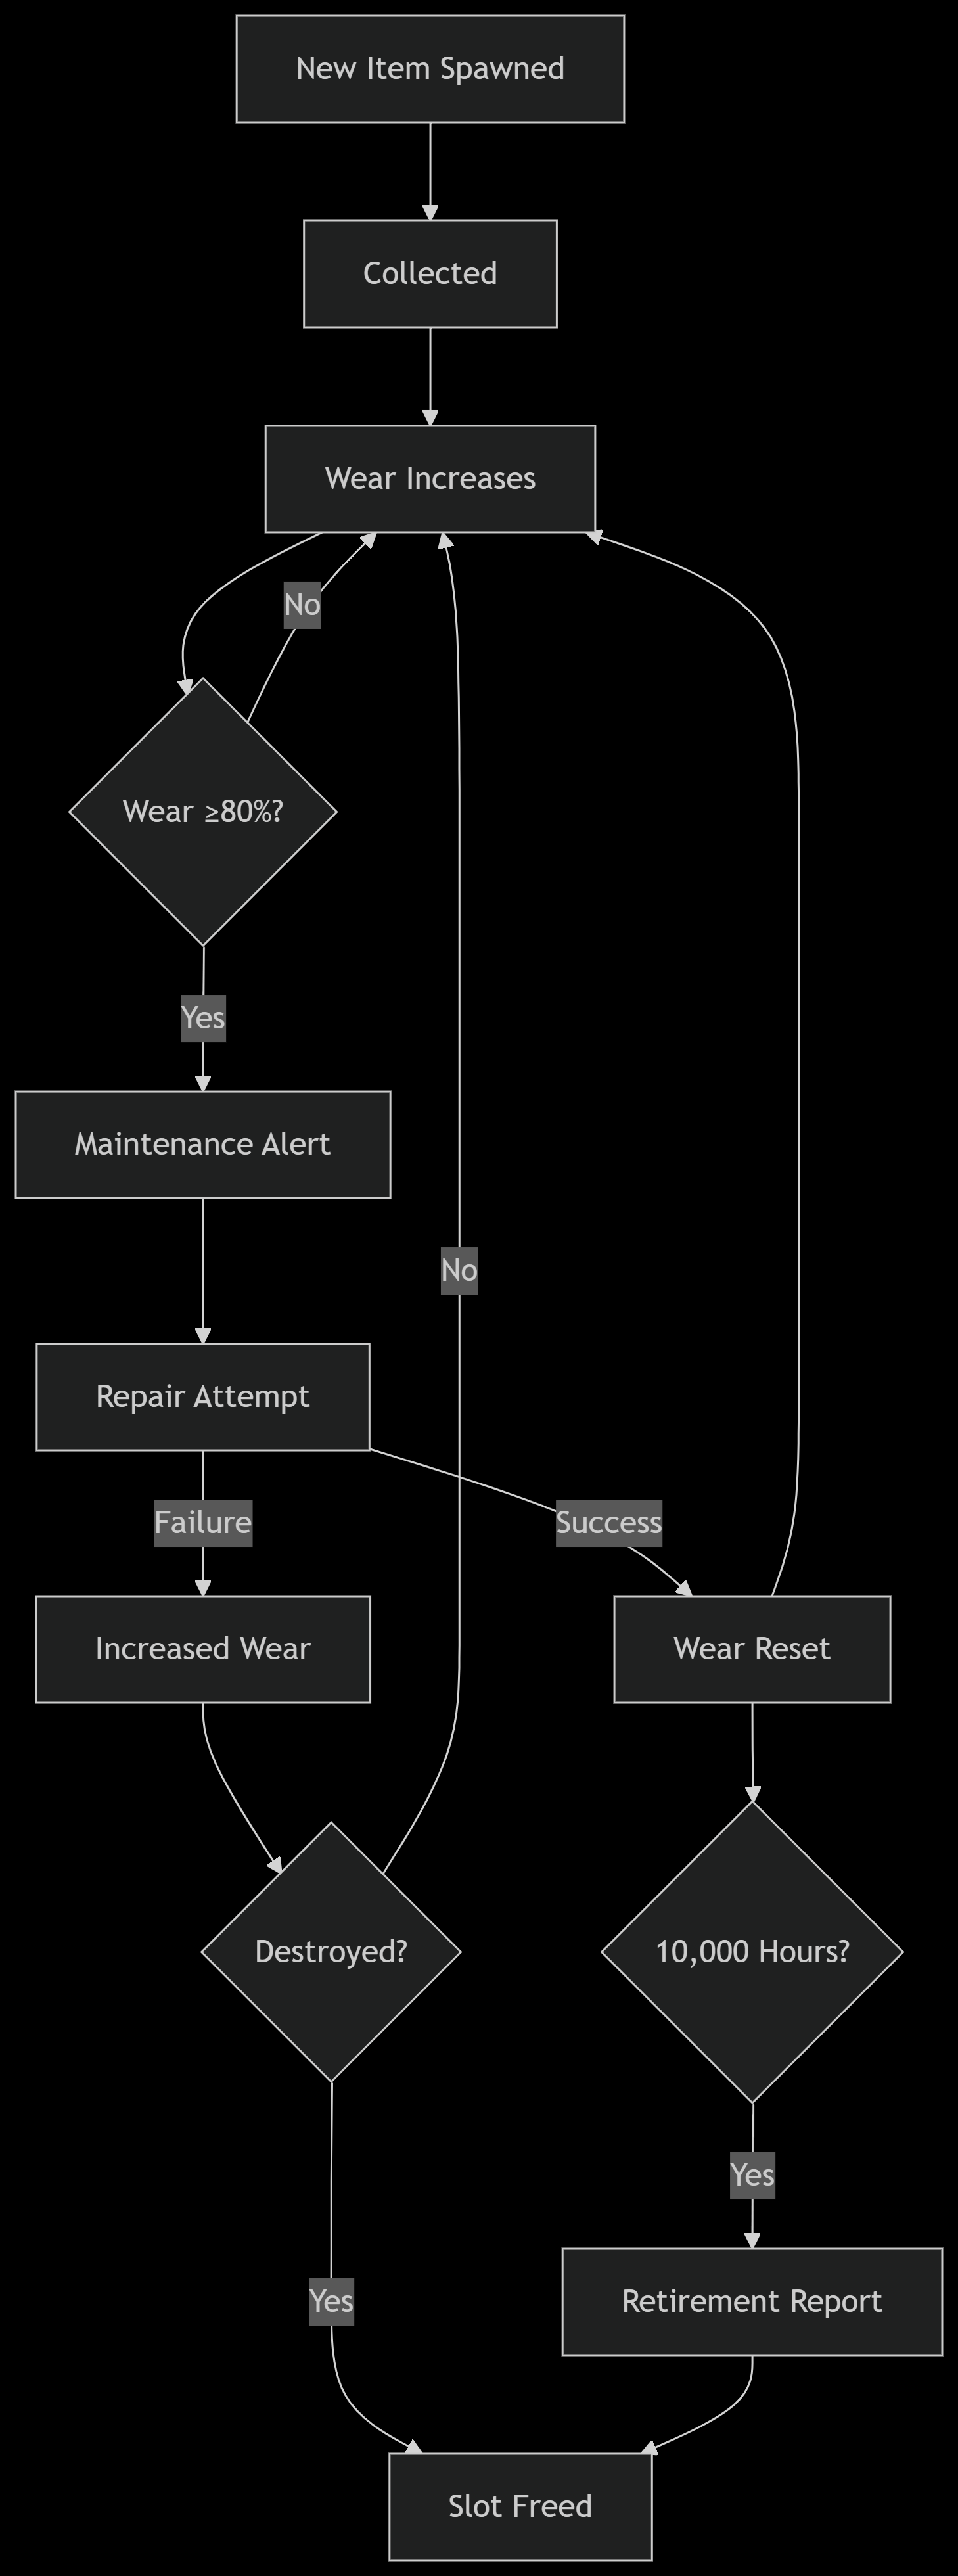 New Item Spawned
Collected
Wear Increases
No
Wear ≥80%?
Yes
Maintenance Alert
No
Repair Attempt
Failure
Success
Increased Wear
Wear Reset
Destroyed?
10,000 Hours?
Yes
Yes
Retirement Report
Slot Freed